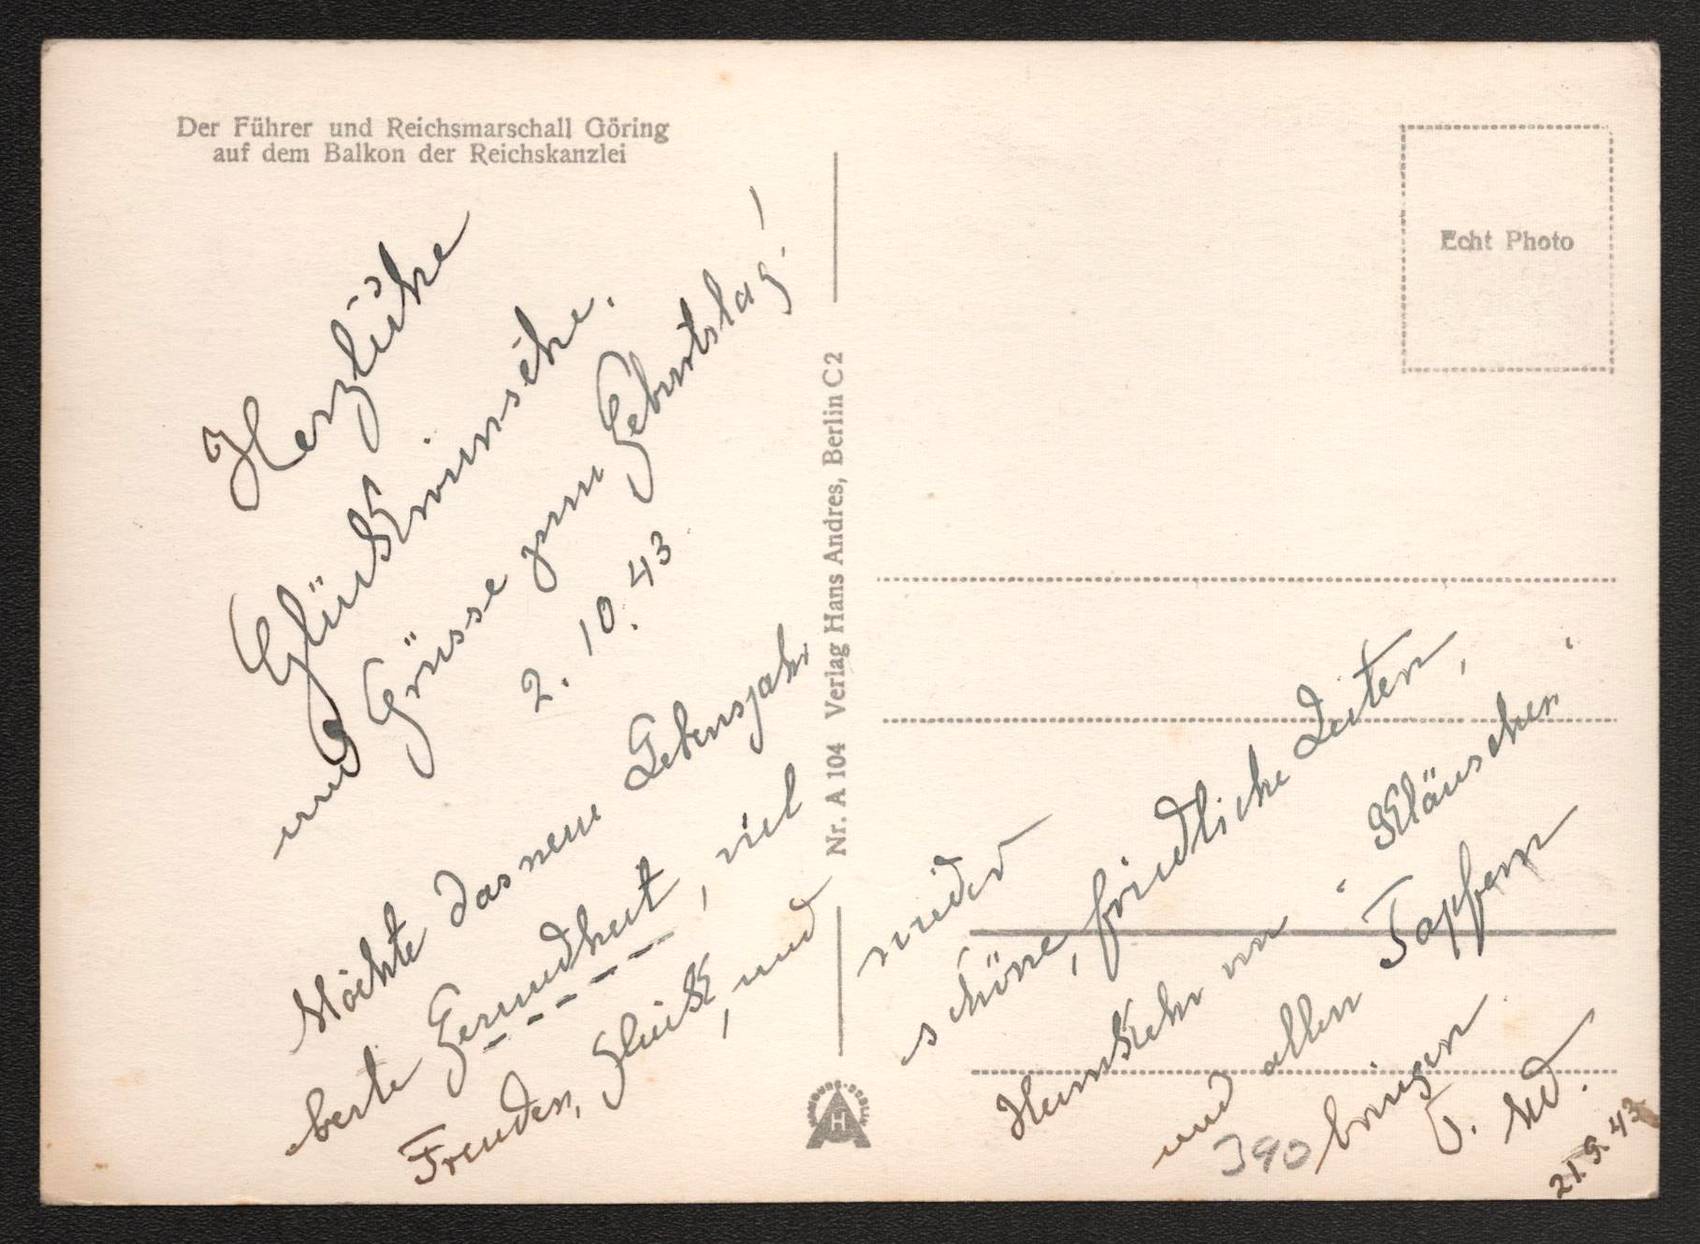 Der Führer und Reichsmarschall Göring
auf dem Balkon der Reichskanzlei
Herzliche
Glückwünsche.
und Grüsse zum Geburtstag!
2. 10. 43
Möchte das neue Lebensjahr
beste Gesundheit, viel
Freuden, Glück, und
wieder
schöne, friedliche Zeiten,
Heimkehr von "Kläuschen"
und allen Tapfern
bringen
21.9.43
390
Nr. A 104 Verlag Hans Andres, Berlin C 2
Echt Photo